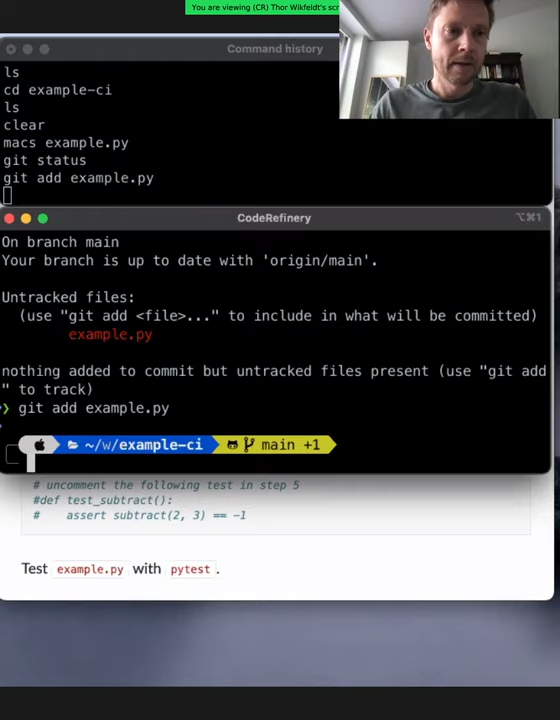 You are viewing (CR) Thor Wikfeldt's scr
Command history
ls
cd example-ci
ls
clear
macs example.py
git status
git add example.py
CodeRefinery
⌥⌘1
On branch main
Your branch is up to date with 'origin/main'.
Untracked files:
(use "git add <file>..." to include in what will be committed)
example.py
nothing added to commit but untracked files present (use "git add
" to track)
❯ git add example.py
~/w/example-ci main +1
# uncomment the following test in step 5
#def test_subtract():
#    assert subtract(2, 3) == -1
Test example.py with pytest.